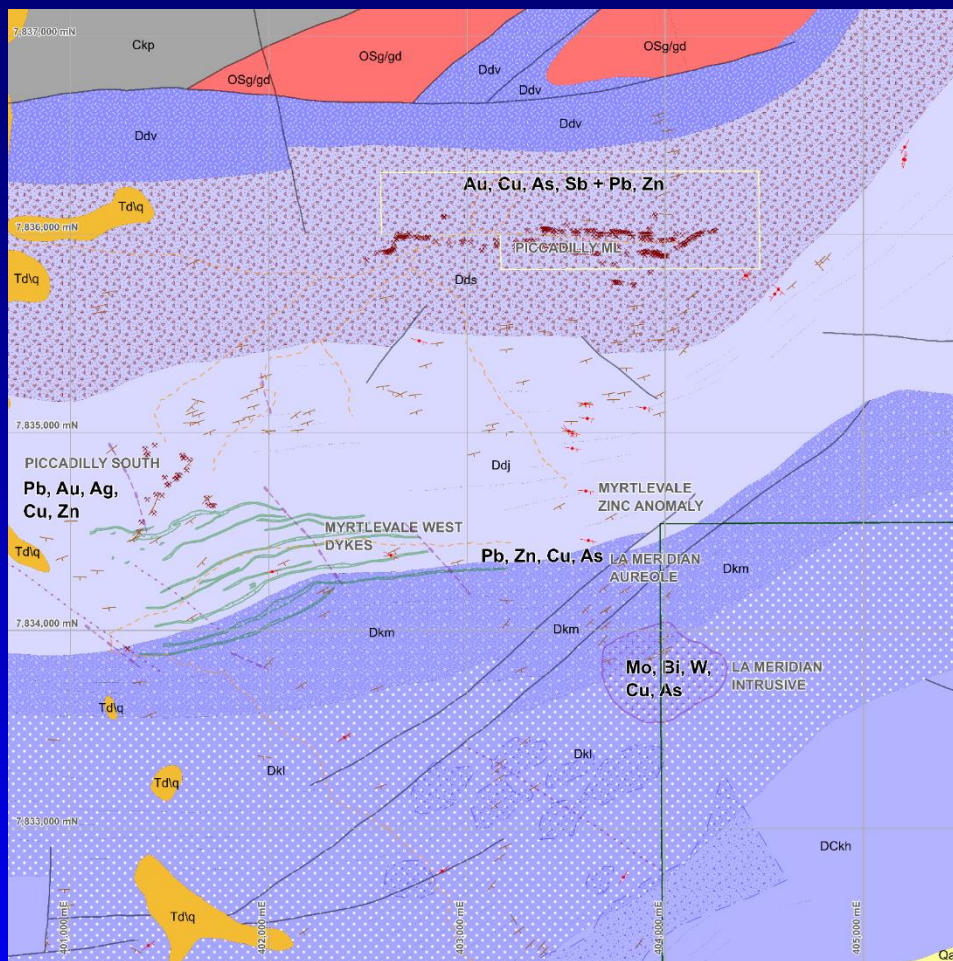 7,837,000 mN
Ckp
OSg/gd
OSg/gd
OSg/gd
Ddv
Ddv
Ddv
Ddv
Au, Cu, As, Sb + Pb, Zn
Td\q
7,836,000 mN
PICCADILLY ML
Td\q
Dds
7,835,000 mN
PICCADILLY SOUTH
Pb, Au, Ag,
Cu, Zn
Ddj
MYRTLEVALE
ZINC ANOMALY
MYRTLEVALE WEST
DYKES
Td\q
Pb, Zn, Cu, As
LA MERIDIAN
AUREOLE
Dkm
7,834,000 mN
Dkm
Dkm
Mo, Bi, W,
Cu, As
LA MERIDIAN
INTRUSIVE
Td\q
Dkl
Dkl
Td\q
7,833,000 mN
DCkh
Td\q
401,000 mE
402,000 mE
403,000 mE
404,000 mE
405,000 mE
Qa